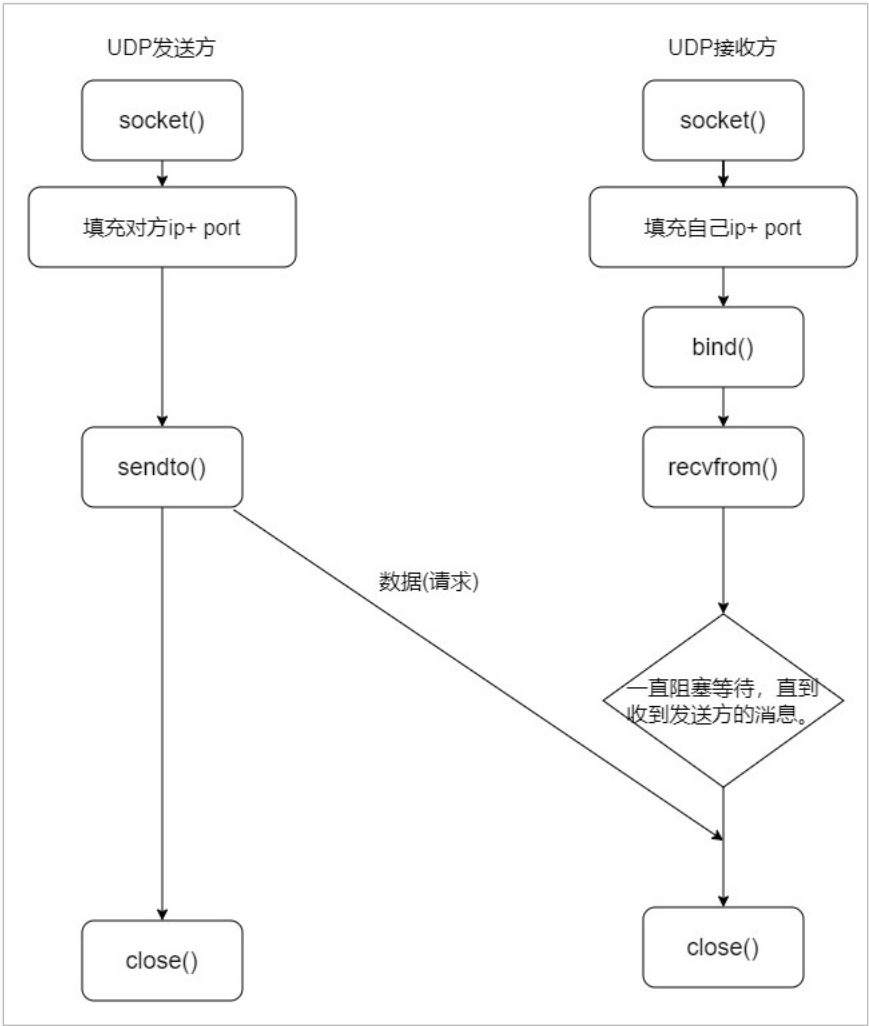 UDP发送方
socket()
填充对方ip+ port
sendto()
close()
数据(请求)
UDP接收方
socket()
填充自己ip+ port
bind()
recvfrom()
一直阻塞等待，直到
收到发送方的消息。
close()